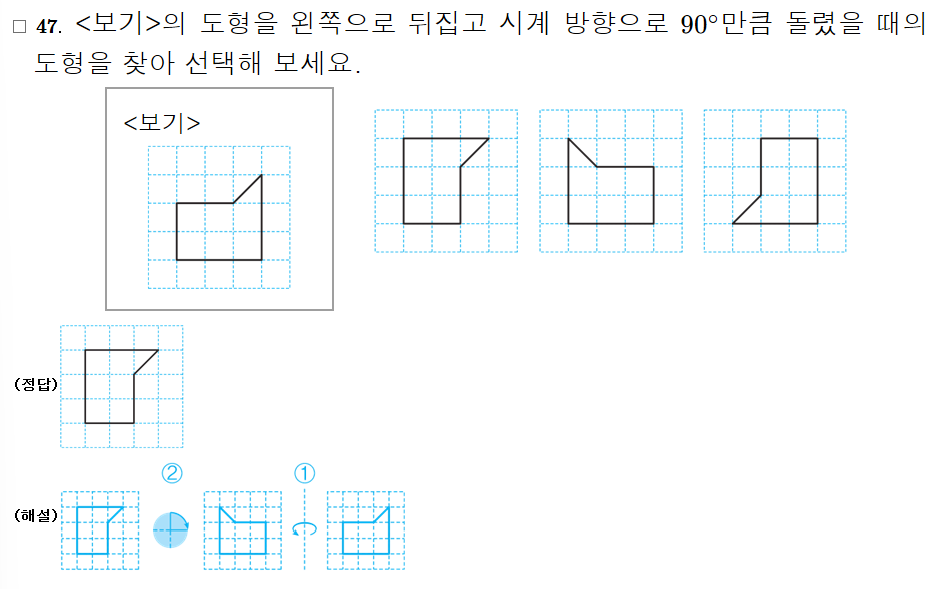 □ 47. <보기>의 도형을 왼쪽으로 뒤집고 시계 방향으로 90°만큼 돌렸을 때의
도형을 찾아 선택해 보세요.
<보기>
(정답)
② ①
(해설)